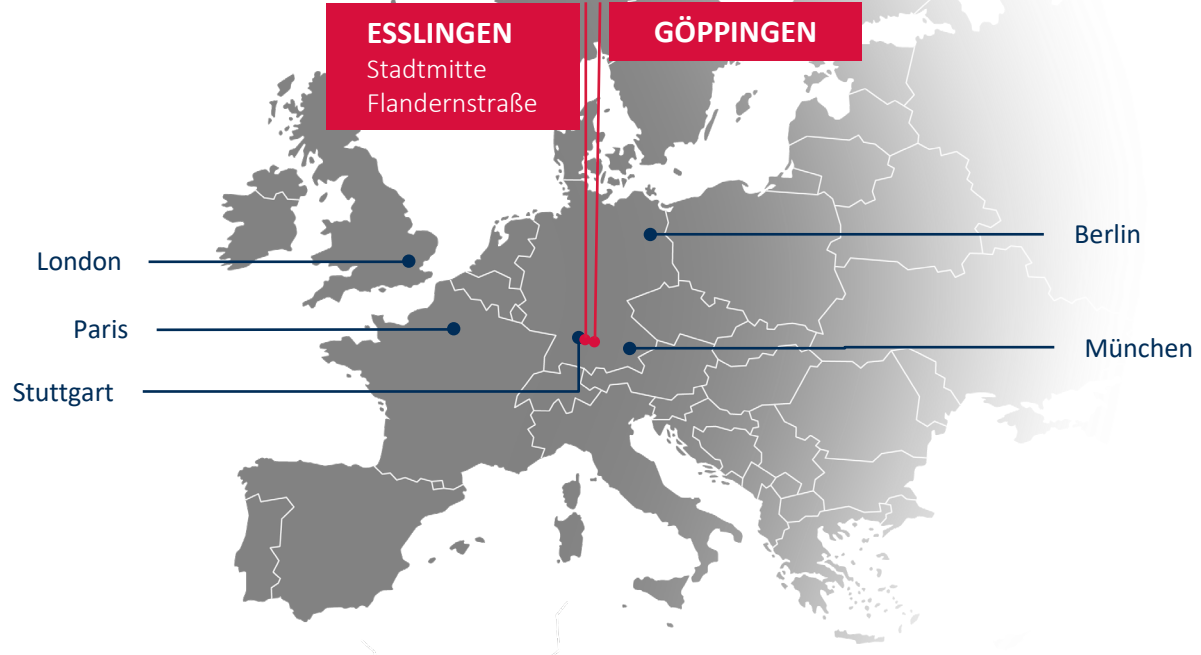 ESSLINGEN
Stadtmitte
Flandernstraße
GÖPPINGEN
Berlin
London
Paris
München
Stuttgart